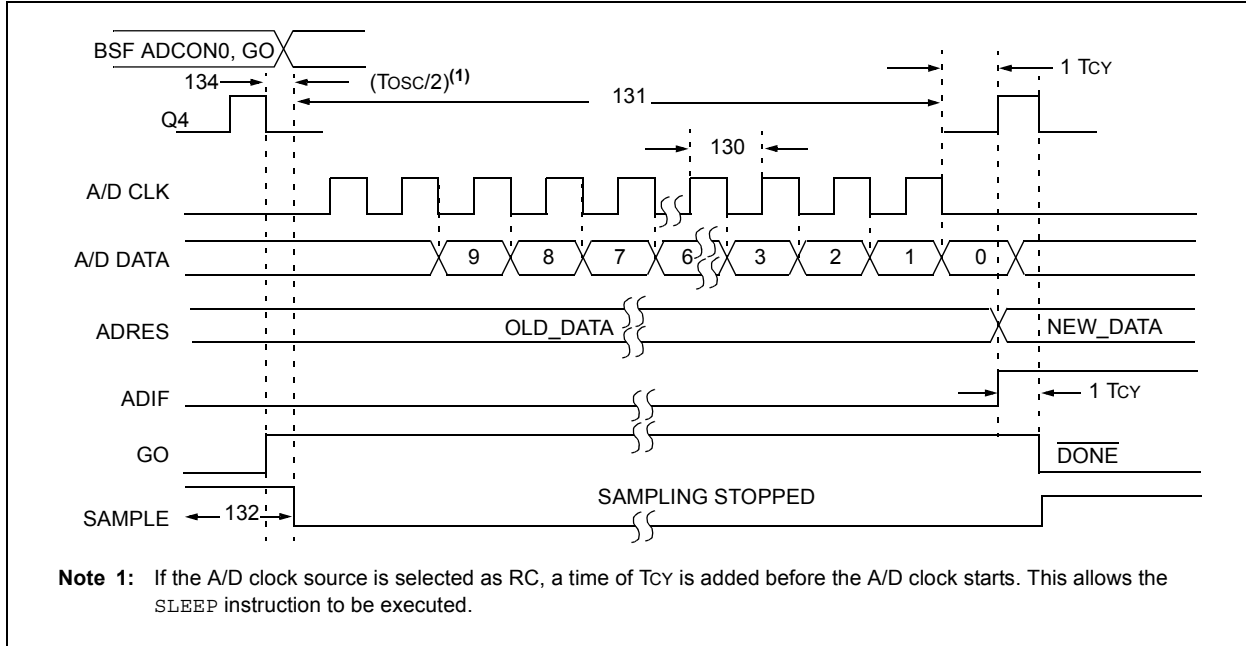 BSF ADCON0, GO
134
(TOSC/2)(1)
131
1 TCY
Q4
130
A/D CLK
A/D DATA
9 8 7 6 3 2 1 0
ADRES
OLD_DATA
NEW_DATA
ADIF
1 TCY
GO
DONE
SAMPLING STOPPED
SAMPLE
132
Note 1: If the A/D clock source is selected as RC, a time of TCY is added before the A/D clock starts. This allows the
SLEEP instruction to be executed.